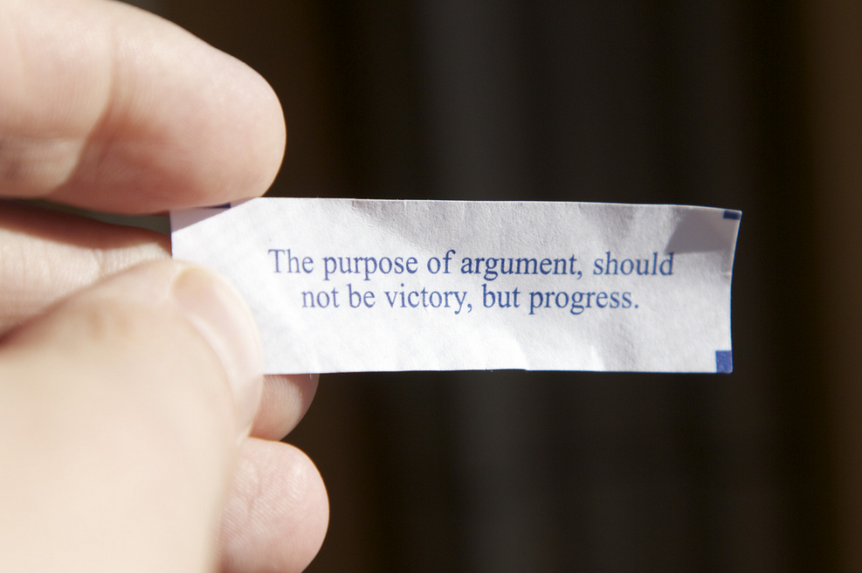 The purpose of argument, should
not be victory, but progress.